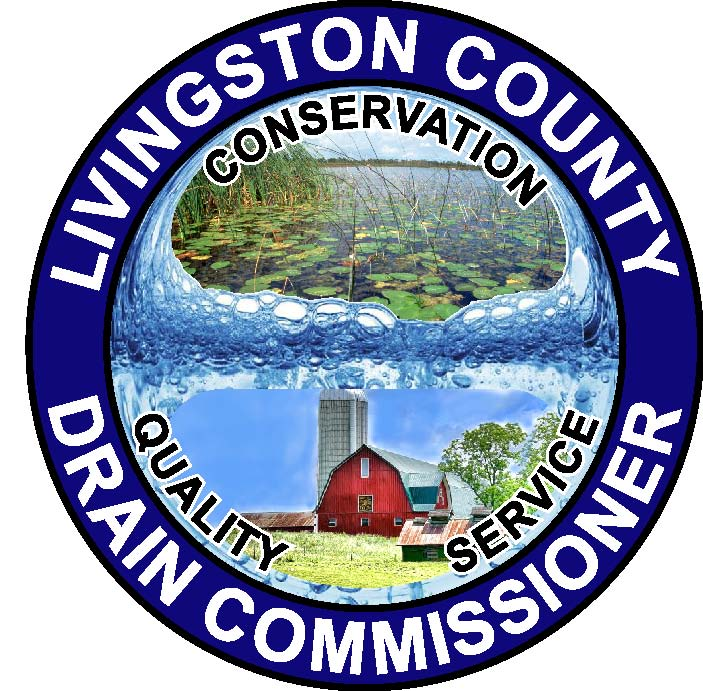 LIVINGSTON COUNTY
CONSERVATION
QUALITY
SERVICE
DRAIN COMMISSIONER